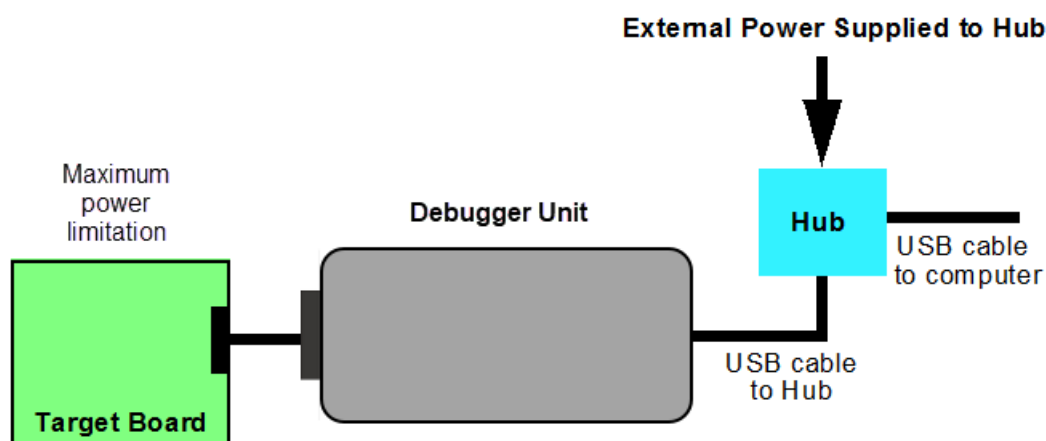 External Power Supplied to Hub
Maximum
power
limitation
Debugger Unit
Hub
USB cable
to computer
USB cable
to Hub
Target Board